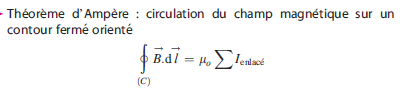 Théorème d'Ampère : circulation du champ magnétique sur un
contour fermé orienté
∮ B⃗.dl⃗ = μ₀ ∑ I_enlacé
(C)